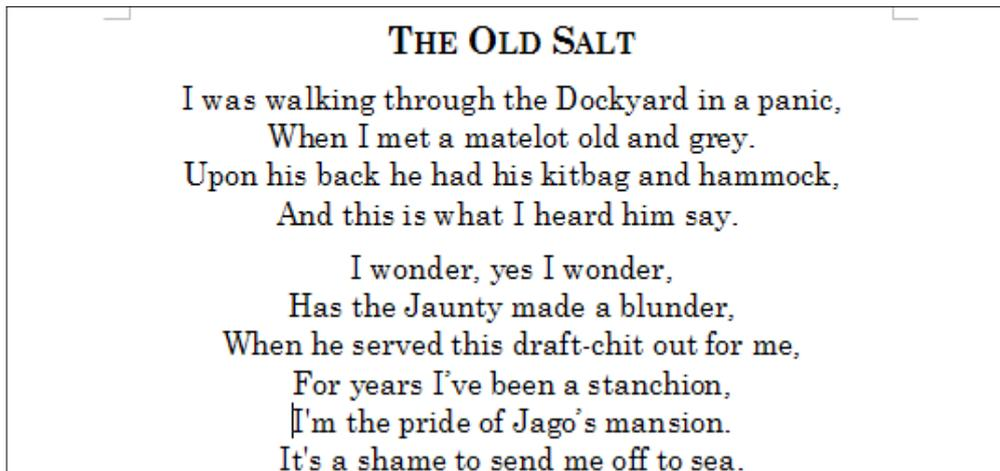 THE OLD SALT
I was walking through the Dockyard in a panic,
When I met a matelot old and grey.
Upon his back he had his kitbag and hammock,
And this is what I heard him say.
I wonder, yes I wonder,
Has the Jaunty made a blunder,
When he served this draft-chit out for me,
For years I’ve been a stanchion,
I'm the pride of Jago’s mansion.
It's a shame to send me off to sea.